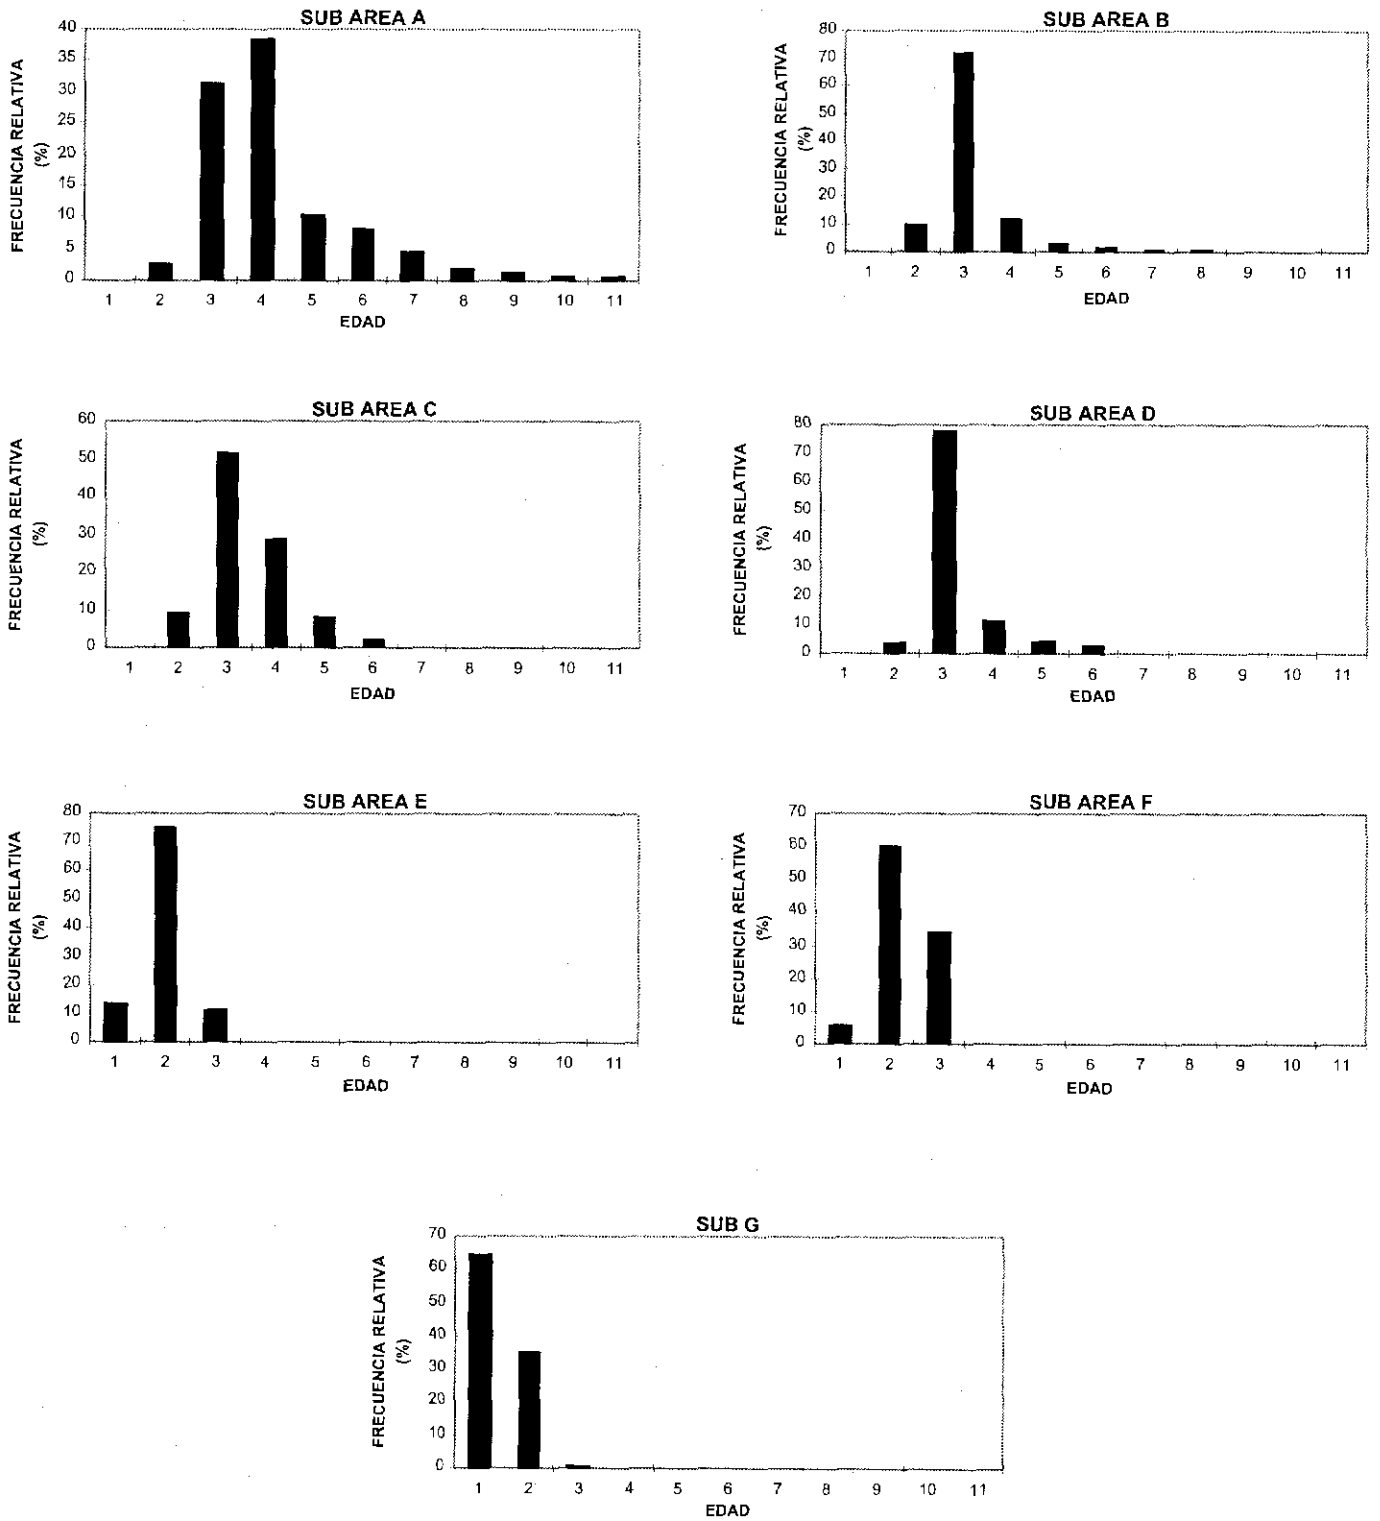 SUB AREA A
FRECUENCIA RELATIVA
(%)
40
35
30
25
20
15
10
5
0
1 2 3 4 5 6 7 8 9 10 11
EDAD
SUB AREA B
FRECUENCIA RELATIVA
(%)
80
70
60
50
40
30
20
10
0
1 2 3 4 5 6 7 8 9 10 11
EDAD
SUB AREA C
FRECUENCIA RELATIVA
(%)
60
50
40
30
20
10
0
1 2 3 4 5 6 7 8 9 10 11
EDAD
SUB AREA D
FRECUENCIA RELATIVA
(%)
80
70
60
50
40
30
20
10
0
1 2 3 4 5 6 7 8 9 10 11
EDAD
SUB AREA E
FRECUENCIA RELATIVA
(%)
80
70
60
50
40
30
20
10
0
1 2 3 4 5 6 7 8 9 10 11
EDAD
SUB AREA F
FRECUENCIA RELATIVA
(%)
70
60
50
40
30
20
10
0
1 2 3 4 5 6 7 8 9 10 11
EDAD
SUB G
FRECUENCIA RELATIVA
(%)
70
60
50
40
30
20
10
0
1 2 3 4 5 6 7 8 9 10 11
EDAD